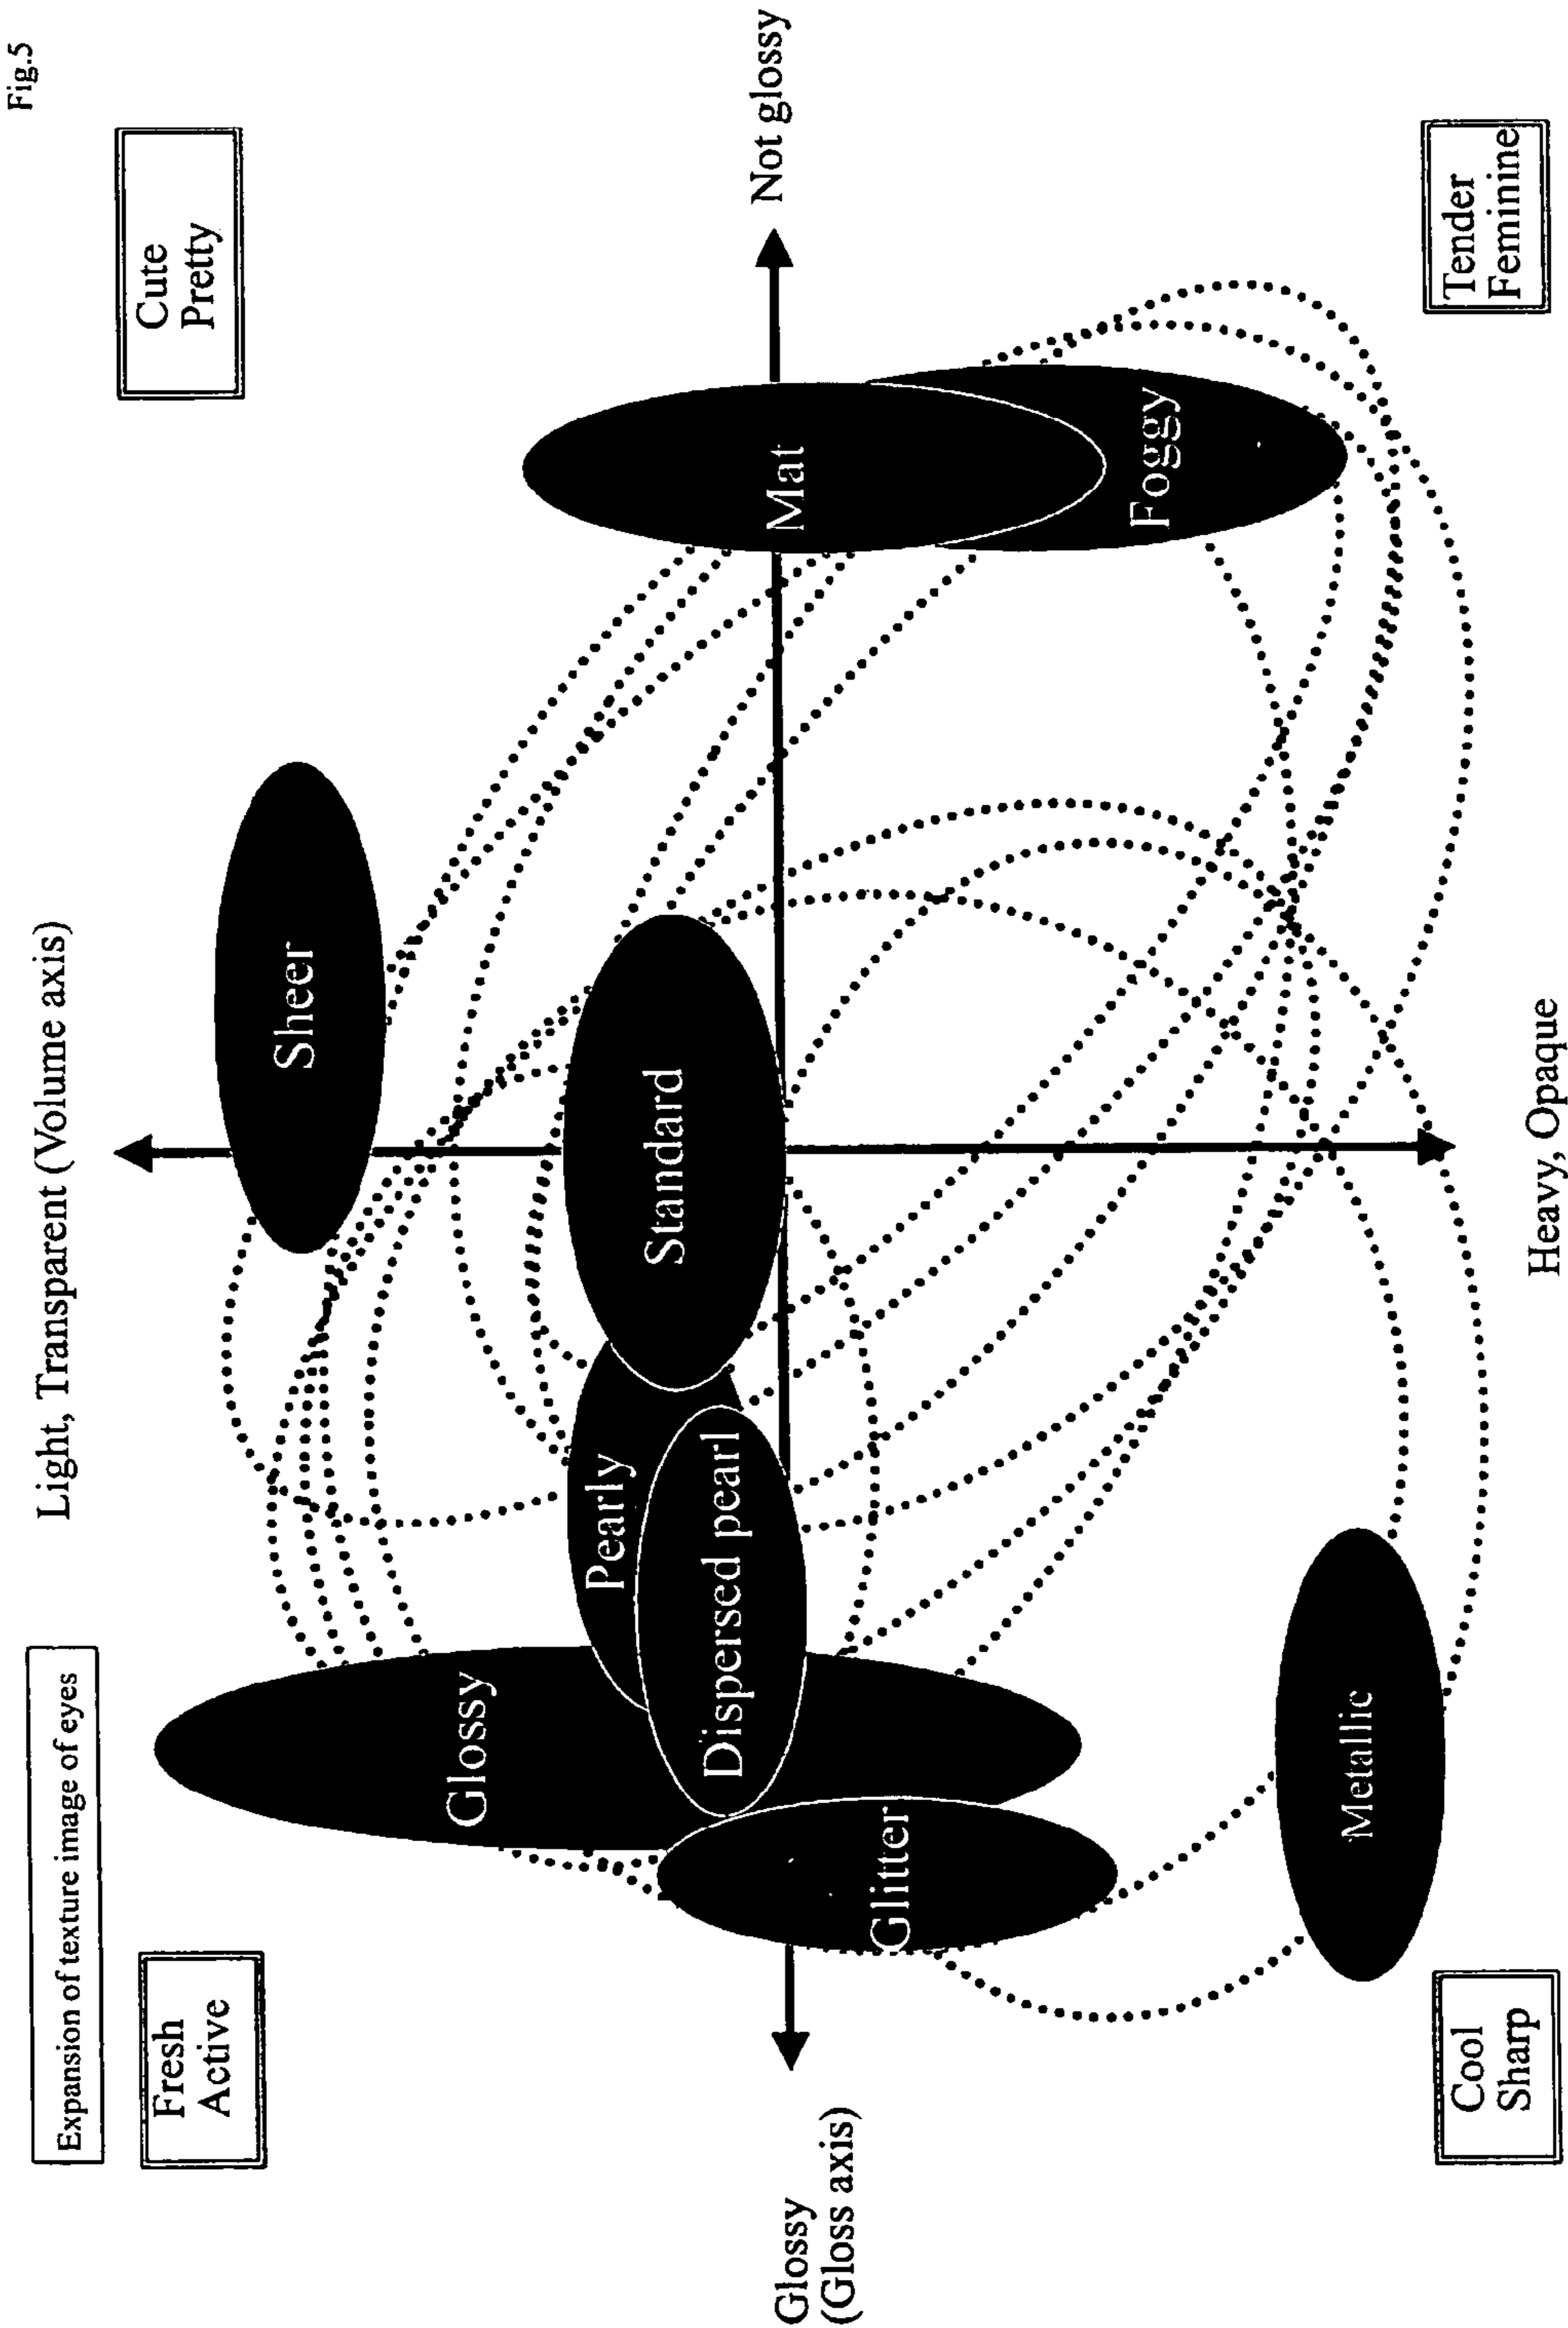 Fig.5
Light, Transparent (Volume axis)
Expansion of texture image of eyes
Fresh
Active
Cute
Pretty
Sheer
Glossy
Pearly
Standard
Dispersed pearl
Mat
Not glossy
Glossy
(Gloss axis)
Glitter
Foggy
Metallic
Cool
Sharp
Tender
Feminine
Heavy, Opaque